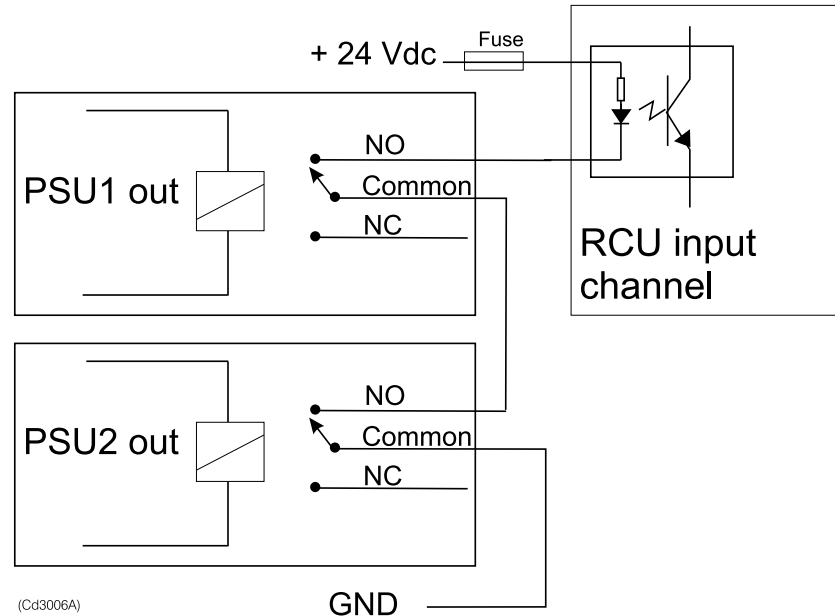 + 24 Vdc
Fuse
PSU1 out
NO
Common
NC
RCU input
channel
PSU2 out
NO
Common
NC
(Cd3006A)
GND